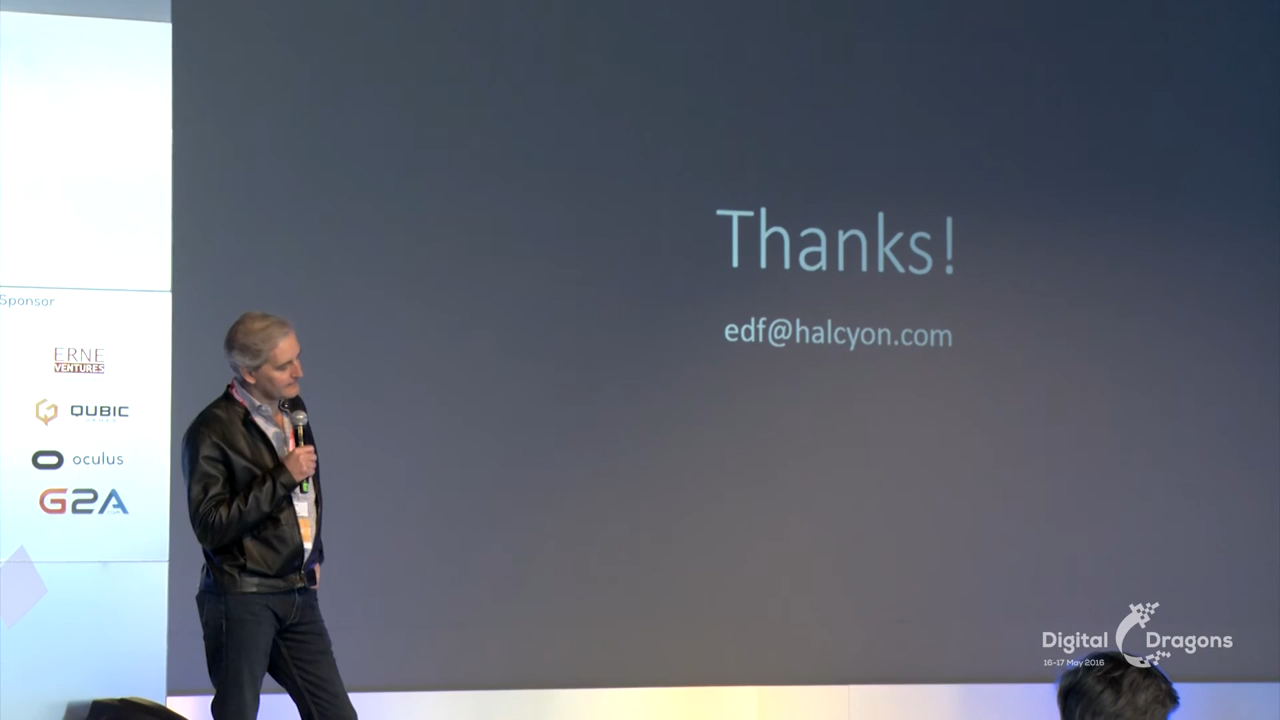 Thanks!
edf@halcyon.com
Sponsor
ERNE
VENTURES
QUBIC
oculus
G2A
Digital Dragons
16-17 May 2016